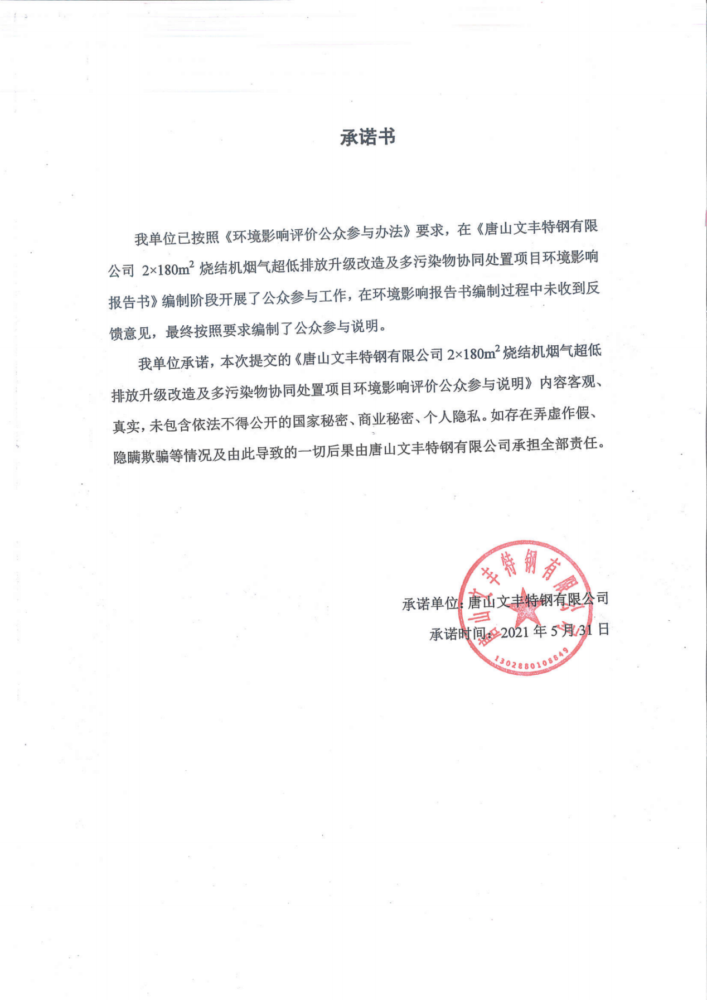 承诺书
我单位已按照《环境影响评价公众参与办法》要求，在《唐山文丰特钢有限
公司 2×180m² 烧结机烟气超低排放升级改造及多污染物协同处置项目环境影响
报告书》编制阶段开展了公众参与工作，在环境影响报告书编制过程中未收到反
馈意见，最终按照要求编制了公众参与说明。
我单位承诺，本次提交的《唐山文丰特钢有限公司 2×180m² 烧结机烟气超低
排放升级改造及多污染物协同处置项目环境影响评价公众参与说明》内容客观、
真实，未包含依法不得公开的国家秘密、商业秘密、个人隐私。如存在弄虚作假、
隐瞒欺骗等情况及由此导致的一切后果由唐山文丰特钢有限公司承担全部责任。
承诺单位：唐山文丰特钢有限公司
承诺时间：2021 年 5 月 31 日
唐山文丰特钢有限公司
1302880108849